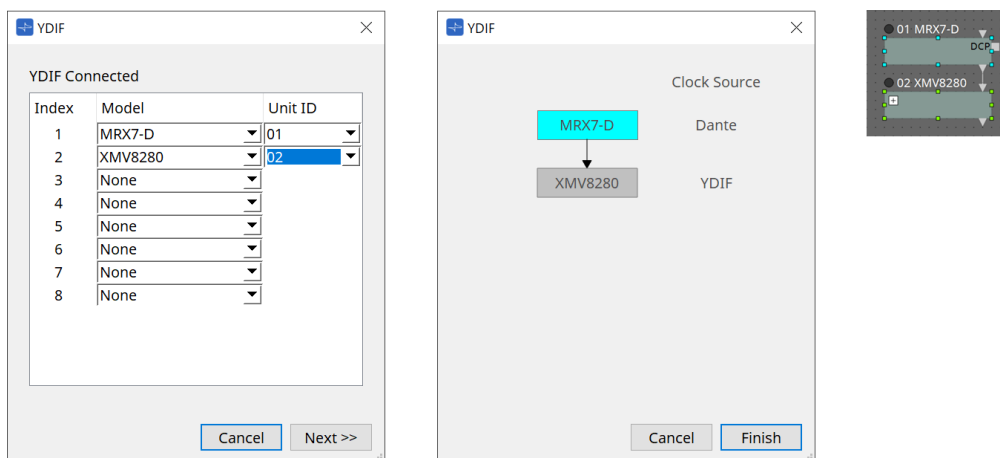 YDIF
YDIF Connected
Index Model Unit ID
1 MRX7-D 01
2 XMV8280 02
3 None
4 None
5 None
6 None
7 None
8 None
Cancel Next >>
YDIF
Clock Source
MRX7-D Dante
XMV8280 YDIF
Cancel Finish
01 MRX7-D
DCP
02 XMV8280